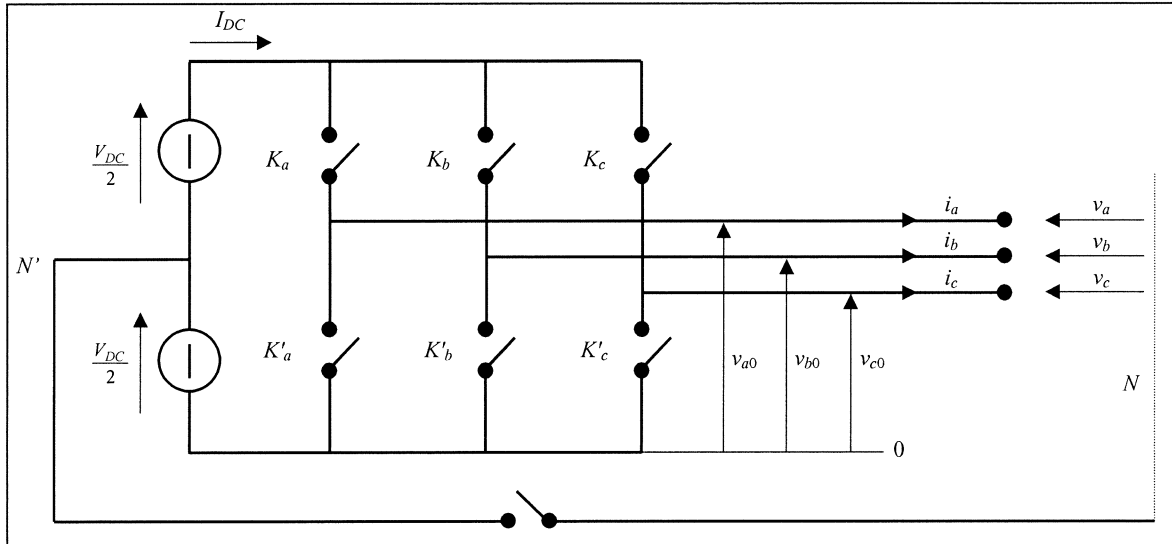 I_DC
V_DC/2
K_a
K_b
K_c
i_a
v_a
i_b
v_b
N'
i_c
v_c
V_DC/2
K'_a
K'_b
K'_c
v_a0
v_b0
v_c0
N
0